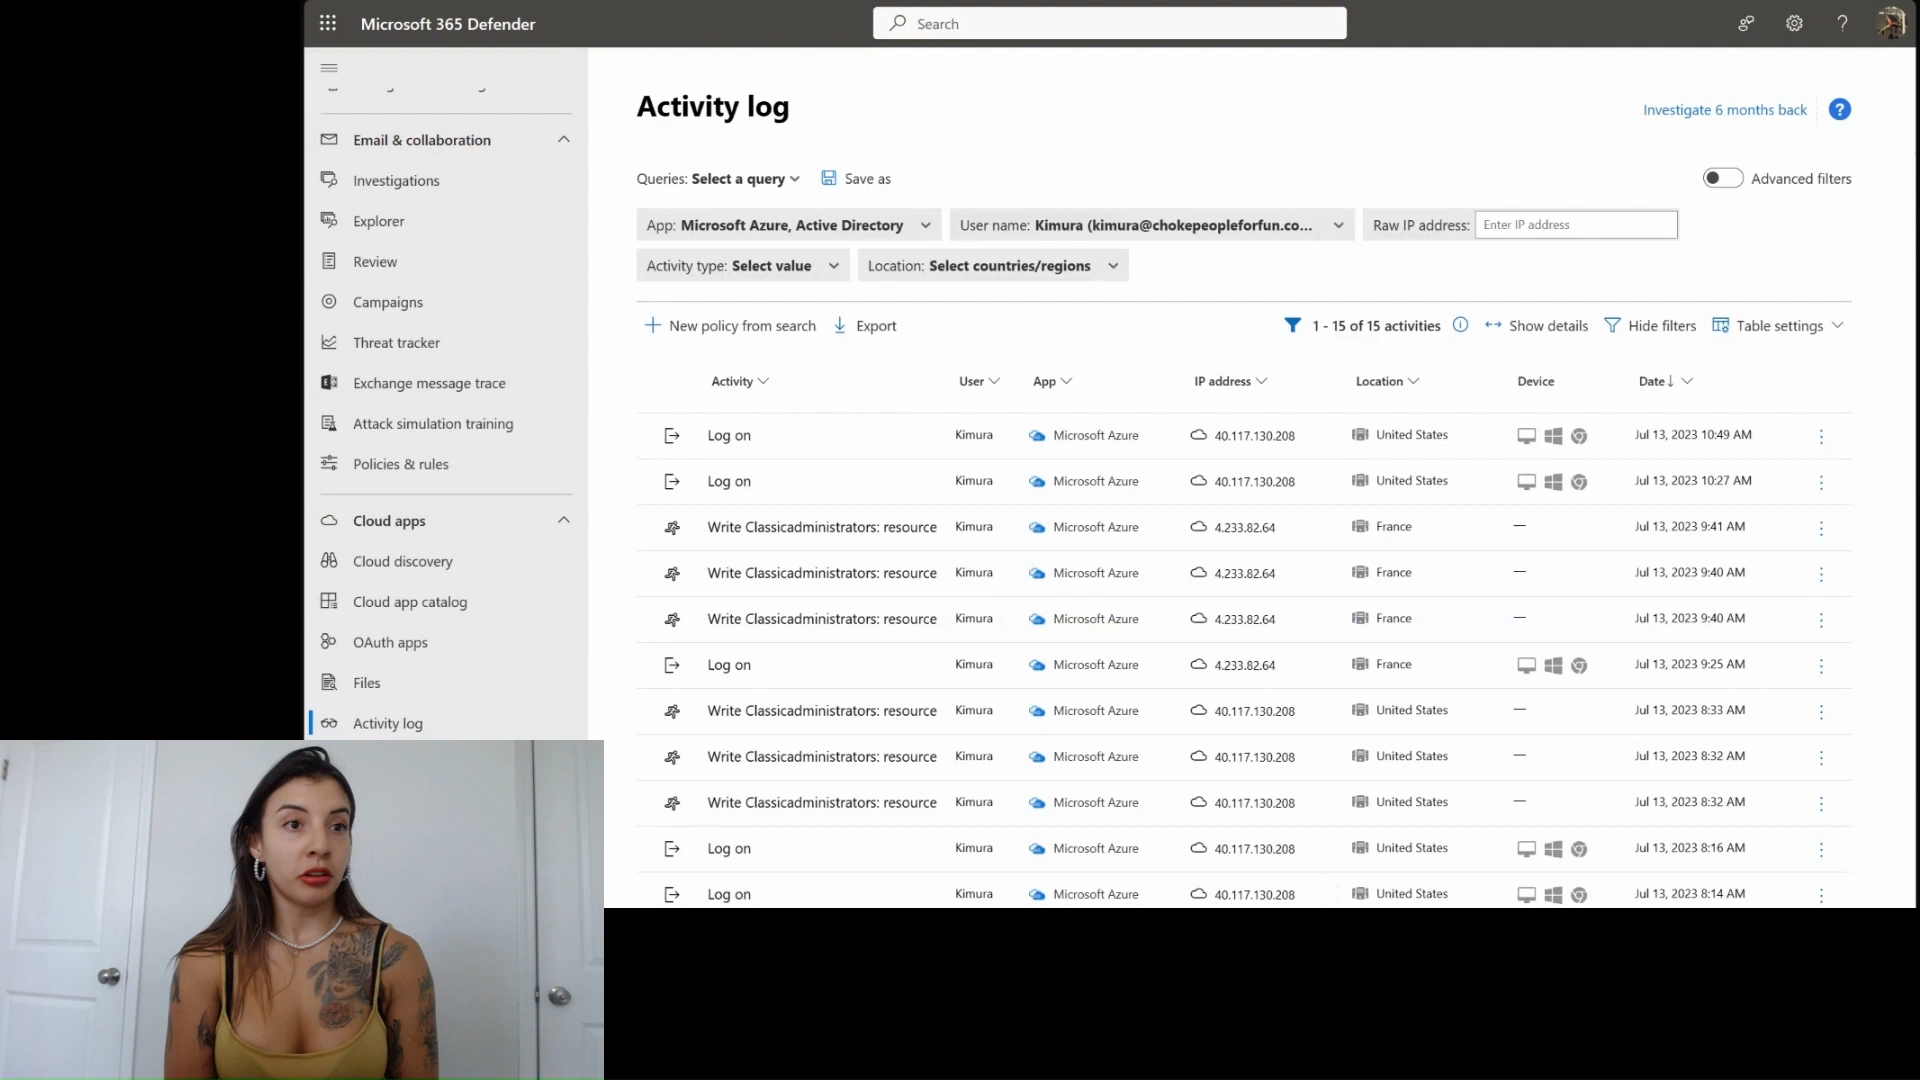 Microsoft 365 Defender
Search
?
Email & collaboration
Investigations
Explorer
Review
Campaigns
Threat tracker
Exchange message trace
Attack simulation training
Policies & rules
Cloud apps
Cloud discovery
Cloud app catalog
OAuth apps
Files
Activity log
Activity log
Investigate 6 months back ?
Queries: Select a query Save as Advanced filters
App: Microsoft Azure, Active Directory User name: Kimura (kimura@chokepeopleforfun.co... Raw IP address: Enter IP address
Activity type: Select value Location: Select countries/regions
New policy from search Export 1 - 15 of 15 activities Show details Hide filters Table settings
Activity User App IP address Location Device Date
Log on Kimura Microsoft Azure 40.117.130.208 United States Jul 13, 2023 10:49 AM
Log on Kimura Microsoft Azure 40.117.130.208 United States Jul 13, 2023 10:27 AM
Write Classicadministrators: resource Kimura Microsoft Azure 4.233.82.64 France — Jul 13, 2023 9:41 AM
Write Classicadministrators: resource Kimura Microsoft Azure 4.233.82.64 France — Jul 13, 2023 9:40 AM
Write Classicadministrators: resource Kimura Microsoft Azure 4.233.82.64 France — Jul 13, 2023 9:40 AM
Log on Kimura Microsoft Azure 4.233.82.64 France Jul 13, 2023 9:25 AM
Write Classicadministrators: resource Kimura Microsoft Azure 40.117.130.208 United States — Jul 13, 2023 8:33 AM
Write Classicadministrators: resource Kimura Microsoft Azure 40.117.130.208 United States — Jul 13, 2023 8:32 AM
Write Classicadministrators: resource Kimura Microsoft Azure 40.117.130.208 United States — Jul 13, 2023 8:32 AM
Log on Kimura Microsoft Azure 40.117.130.208 United States Jul 13, 2023 8:16 AM
Log on Kimura Microsoft Azure 40.117.130.208 United States Jul 13, 2023 8:14 AM